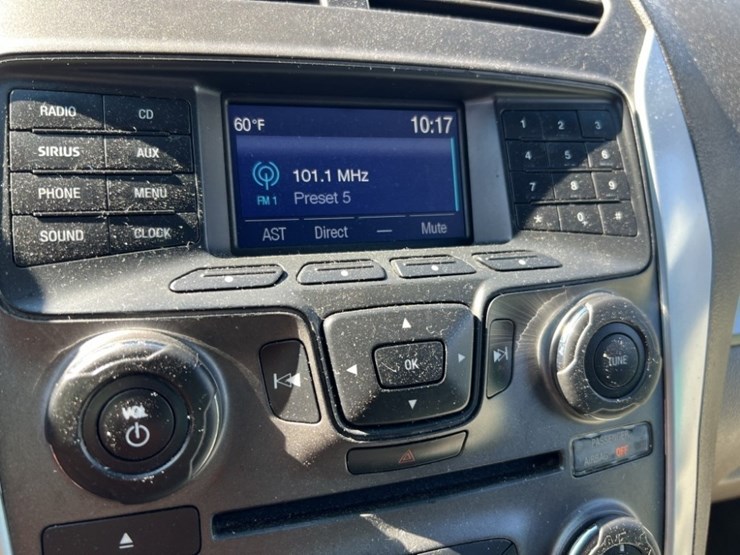 RADIO CD
SIRIUS AUX
PHONE MENU
SOUND CLOCK
60°F 10:17
101.1 MHz
FM 1 Preset 5
AST Direct — Mute
1 2 3
4 5 6
7 8 9
* 0 #
OK
VOL
TUNE
OFF